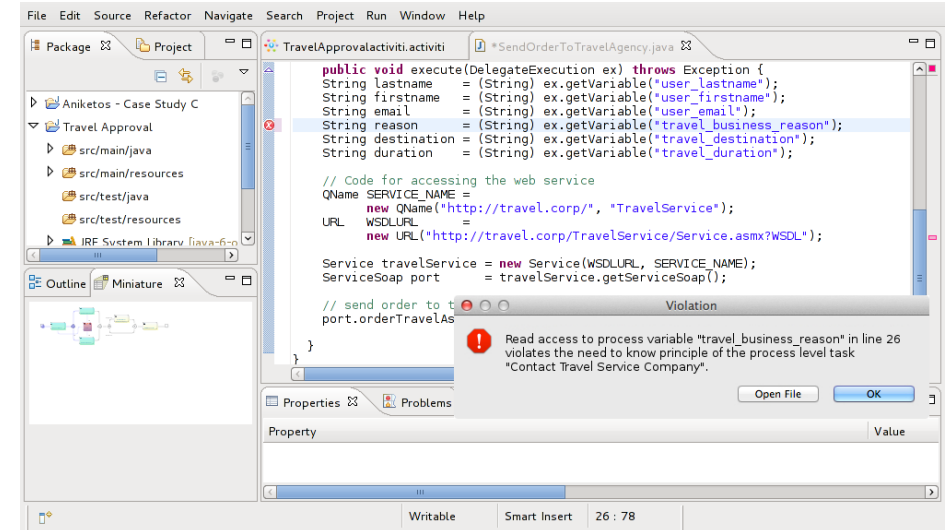 File Edit Source Refactor Navigate Search Project Run Window Help
Package Project
Aniketos - Case Study C
Travel Approval
src/main/java
src/main/resources
src/test/java
src/test/resources
JRE System Library [java-6-o
Outline Miniature
TravelApprovalactiviti.activiti *SendOrderToTravelAgency.java
public void execute(DelegateExecution ex) throws Exception {
String lastname = (String) ex.getVariable("user_lastname");
String firstname = (String) ex.getVariable("user_firstname");
String email = (String) ex.getVariable("user_email");
String reason = (String) ex.getVariable("travel_business_reason");
String destination = (String) ex.getVariable("travel_destination");
String duration = (String) ex.getVariable("travel_duration");
// Code for accessing the web service
QName SERVICE_NAME =
new QName("http://travel.corp/", "TravelService");
URL WSDLURL =
new URL("http://travel.corp/TravelService/Service.asmx?WSDL");
Service travelService = new Service(WSDLURL, SERVICE_NAME);
ServiceSoap port = travelService.getServiceSoap();
// send order to t
port.orderTravelAs
}
}
Violation
Read access to process variable "travel_business_reason" in line 26
violates the need to know principle of the process level task
"Contact Travel Service Company".
Open File OK
Properties Problems
Property Value
Writable Smart Insert 26 : 78